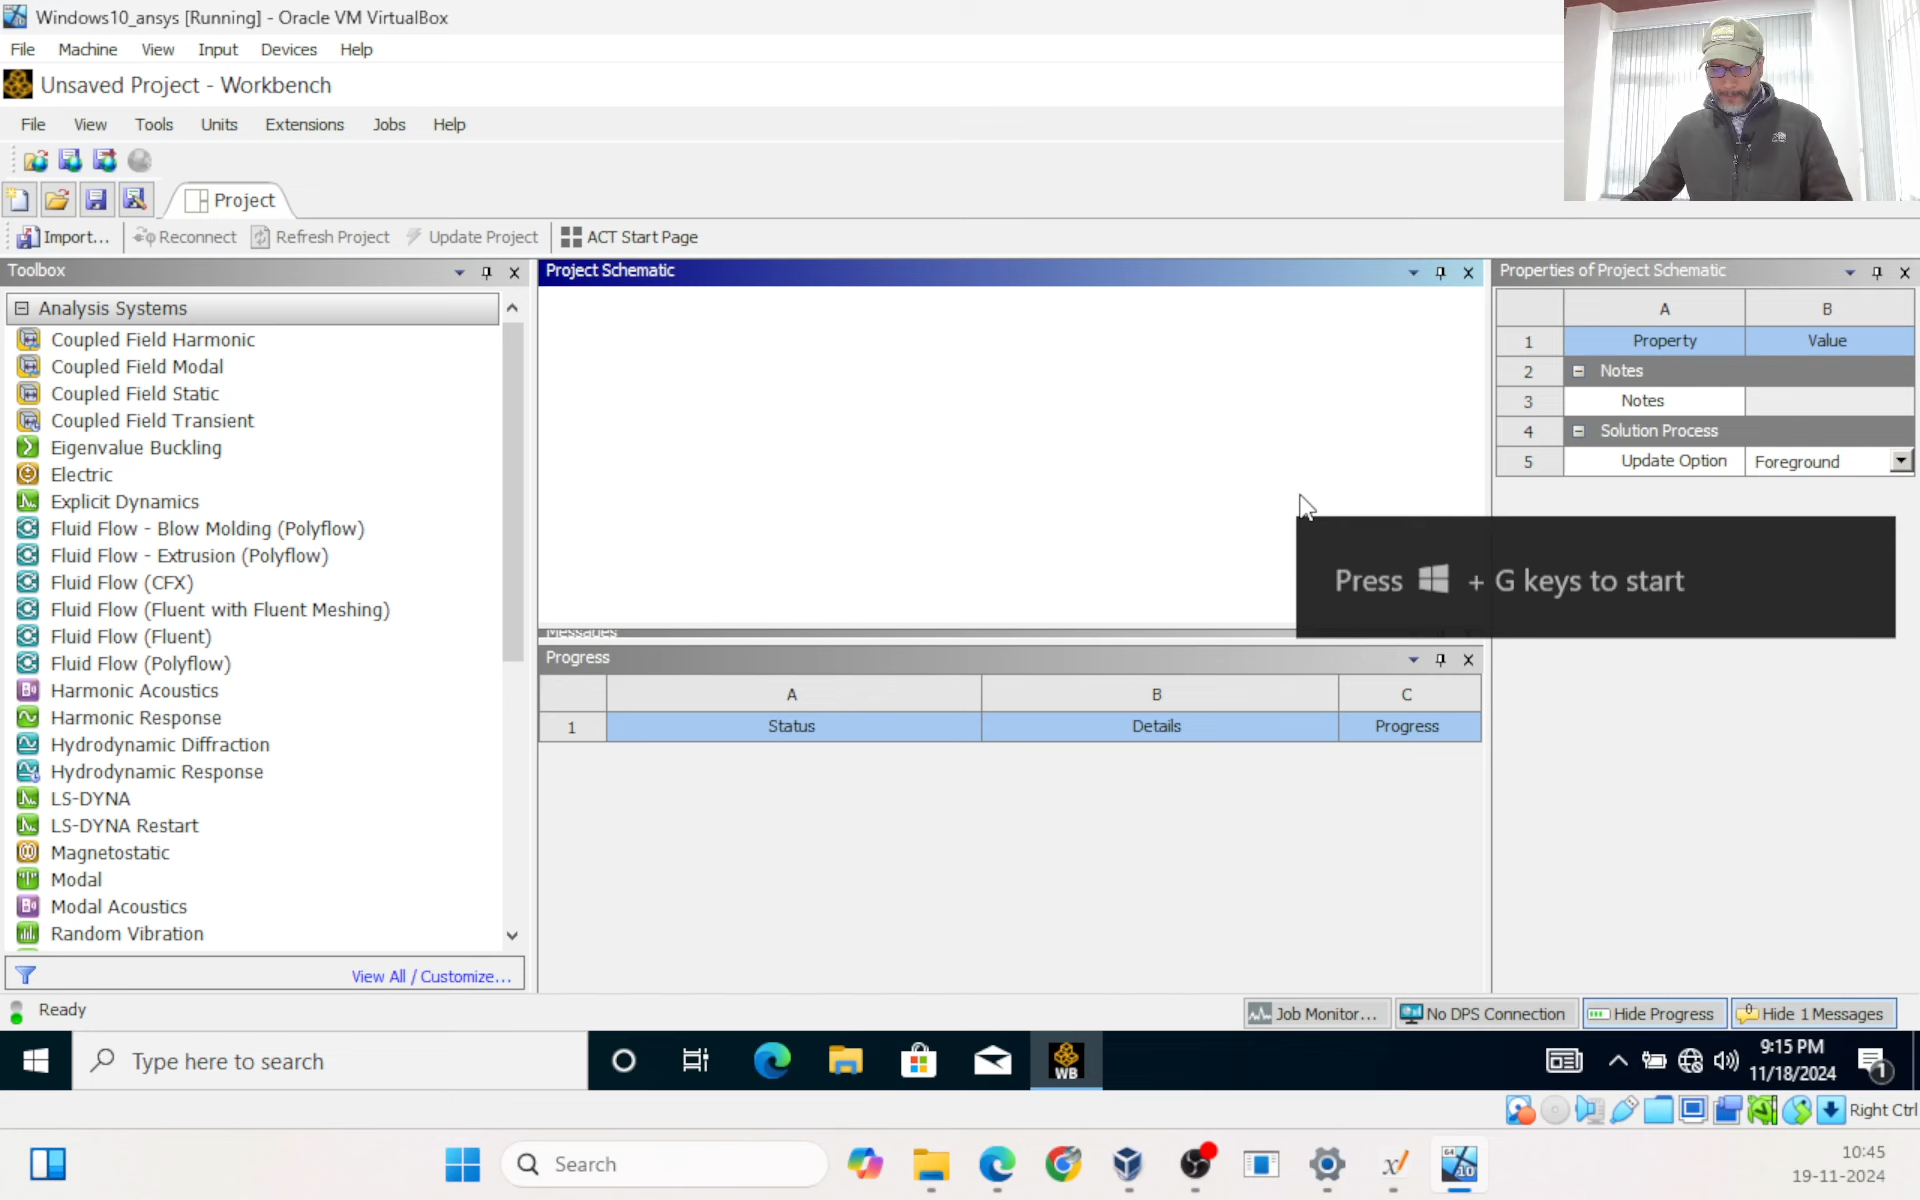 Windows10_ansys [Running] - Oracle VM VirtualBox
File Machine View Input Devices Help
Unsaved Project - Workbench
File View Tools Units Extensions Jobs Help
Project
Import... Reconnect Refresh Project Update Project ACT Start Page
Toolbox
Analysis Systems
Coupled Field Harmonic
Coupled Field Modal
Coupled Field Static
Coupled Field Transient
Eigenvalue Buckling
Electric
Explicit Dynamics
Fluid Flow - Blow Molding (Polyflow)
Fluid Flow - Extrusion (Polyflow)
Fluid Flow (CFX)
Fluid Flow (Fluent with Fluent Meshing)
Fluid Flow (Fluent)
Fluid Flow (Polyflow)
Harmonic Acoustics
Harmonic Response
Hydrodynamic Diffraction
Hydrodynamic Response
LS-DYNA
LS-DYNA Restart
Magnetostatic
Modal
Modal Acoustics
Random Vibration
View All / Customize...
Project Schematic
Messages
Progress
A B C
1 Status Details Progress
Properties of Project Schematic
A B
1 Property Value
2 Notes
3 Notes
4 Solution Process
5 Update Option Foreground
Press + G keys to start
Ready
Job Monitor... No DPS Connection Hide Progress Hide 1 Messages
Type here to search
WB
9:15 PM
11/18/2024
1
Right Ctrl
Search
64
10
10:45
19-11-2024